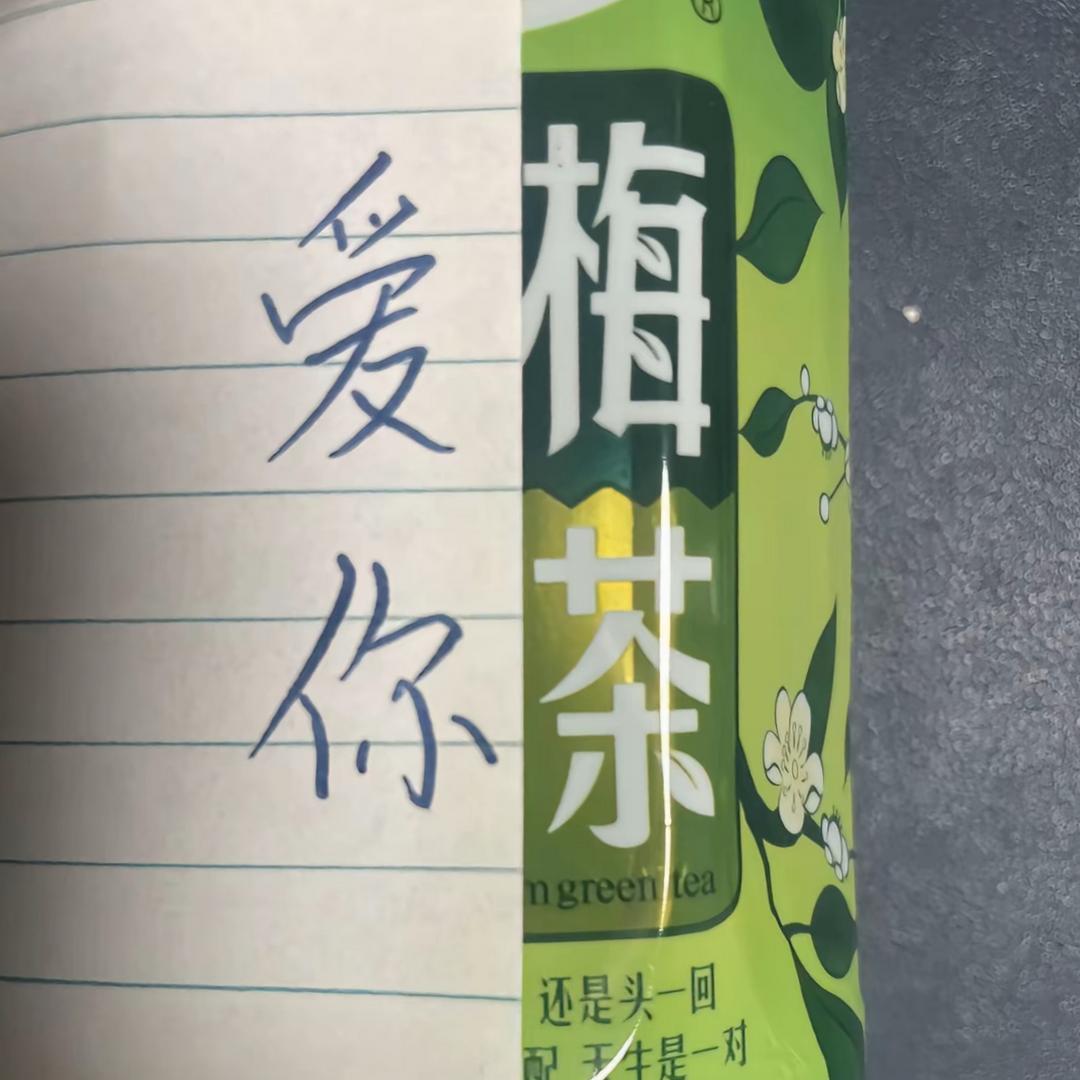 爱
你
梅
茶
green tea
还是头一回
配 天生是一对